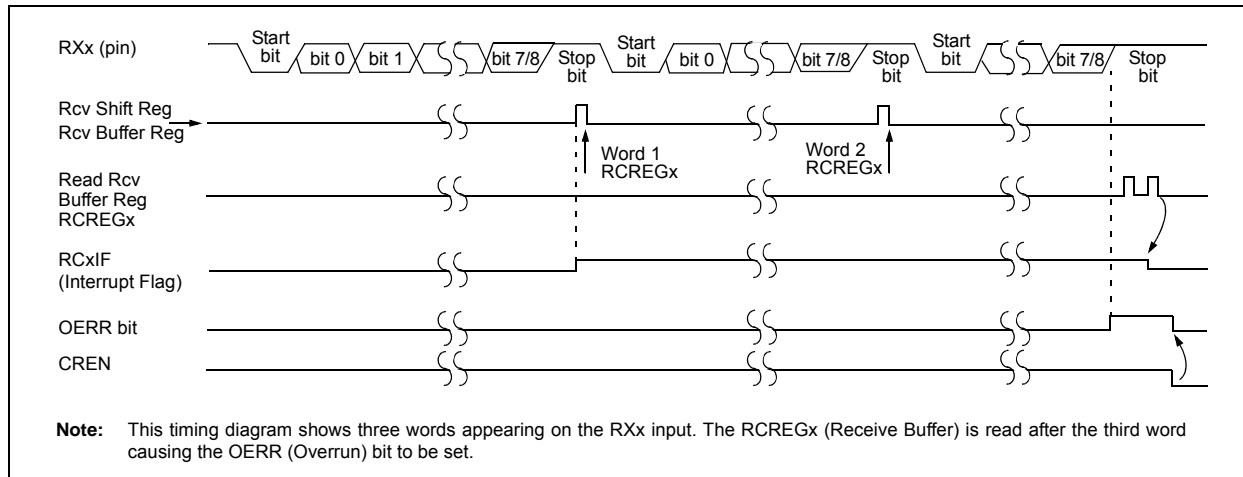 RXx (pin)
Start bit
bit 0
bit 1
bit 7/8
Stop bit
Start bit
bit 0
bit 7/8
Stop bit
Start bit
bit 7/8
Stop bit
Rcv Shift Reg
Rcv Buffer Reg
Word 1
RCREGx
Word 2
RCREGx
Read Rcv
Buffer Reg
RCREGx
RCxIF
(Interrupt Flag)
OERR bit
CREN
Note: This timing diagram shows three words appearing on the RXx input. The RCREGx (Receive Buffer) is read after the third word
causing the OERR (Overrun) bit to be set.